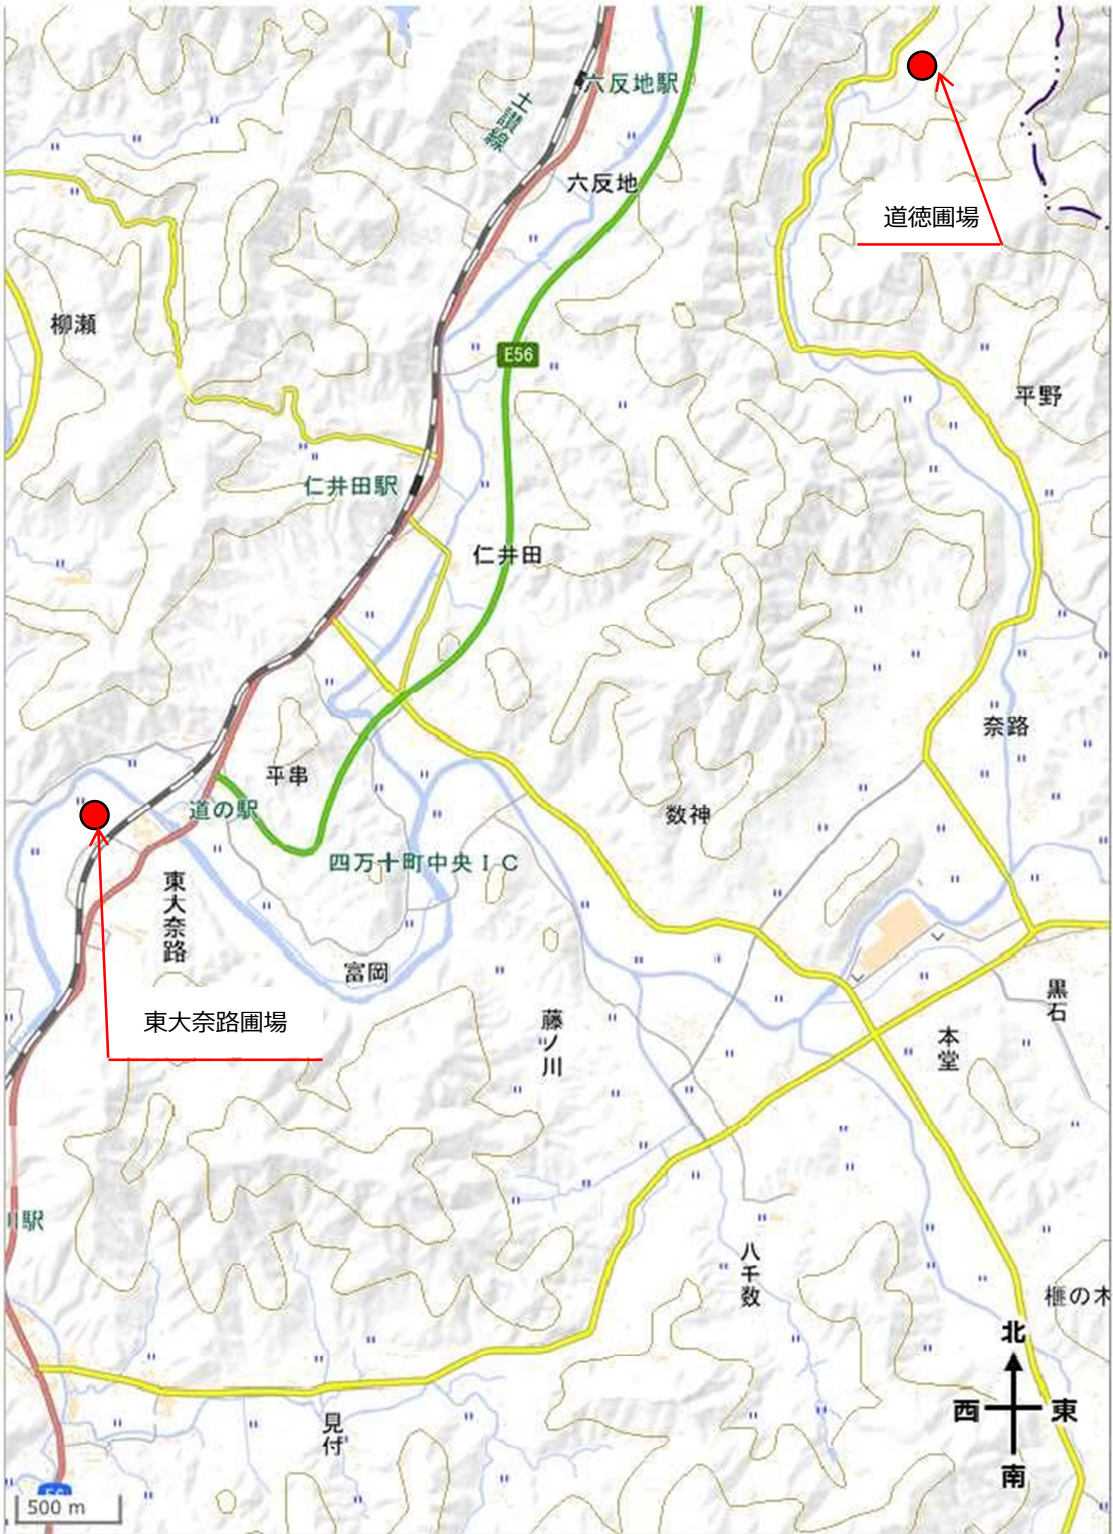 六反地駅
土讃線
六反地
道徳圃場
柳瀬
E56
平野
仁井田駅
仁井田
奈路
平串
道の駅
数神
四万十町中央ＩＣ
東大奈路
富岡
黒石
東大奈路圃場
藤ノ川
本堂
駅
八千数
榧の木
北
西
東
見付
南
500 m